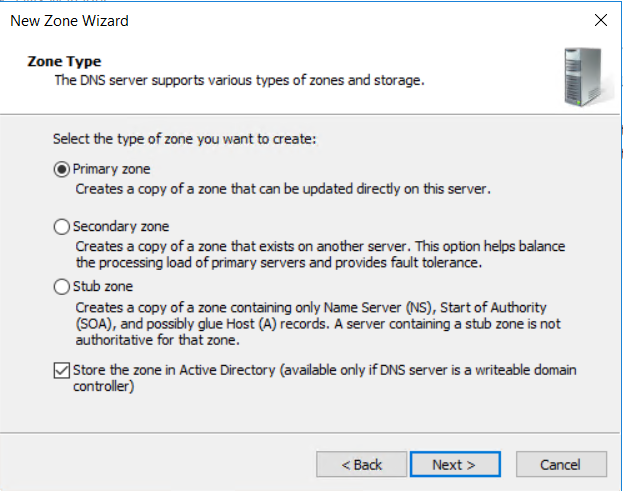 New Zone Wizard
Zone Type
The DNS server supports various types of zones and storage.
Select the type of zone you want to create:
Primary zone
Creates a copy of a zone that can be updated directly on this server.
Secondary zone
Creates a copy of a zone that exists on another server. This option helps balance
the processing load of primary servers and provides fault tolerance.
Stub zone
Creates a copy of a zone containing only Name Server (NS), Start of Authority
(SOA), and possibly glue Host (A) records. A server containing a stub zone is not
authoritative for that zone.
Store the zone in Active Directory (available only if DNS server is a writeable domain
controller)
< Back
Next >
Cancel